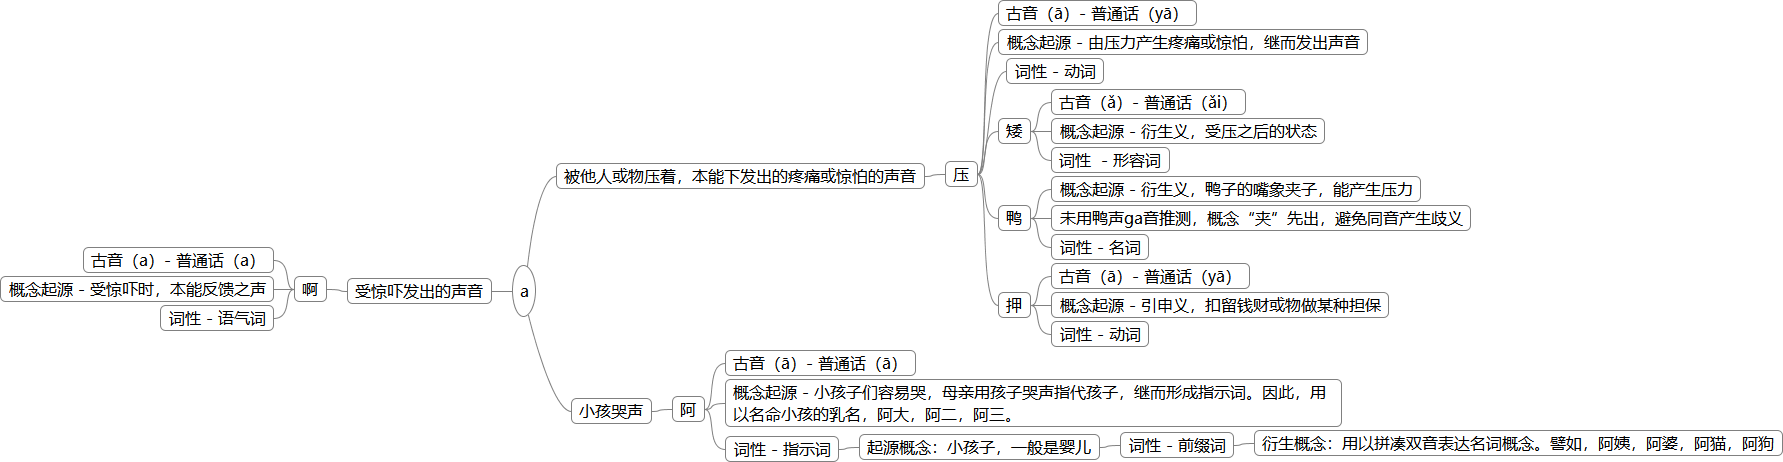 a
受惊吓发出的声音
啊
古音（a）- 普通话（a）
概念起源 - 受惊吓时，本能反馈之声
词性 - 语气词
被他人或物压着，本能下发出的疼痛或惊怕的声音
压
古音（ā）- 普通话（yā）
概念起源 - 由压力产生疼痛或惊怕，继而发出声音
词性 - 动词
矮
古音（ǎ）- 普通话（ǎi）
概念起源 - 衍生义，受压之后的状态
词性 - 形容词
鸭
概念起源 - 衍生义，鸭子的嘴象夹子，能产生压力
未用鸭声ga音推测，概念“夹”先出，避免同音产生歧义
词性 - 名词
押
古音（ā）- 普通话（yā）
概念起源 - 引申义，扣留钱财或物做某种担保
词性 - 动词
小孩哭声
阿
古音（ā）- 普通话（ā）
概念起源 - 小孩子们容易哭，母亲用孩子哭声指代孩子，继而形成指示词。因此，用
以名命小孩的乳名，阿大，阿二，阿三。
词性 - 指示词
起源概念：小孩子，一般是婴儿
词性 - 前缀词
衍生概念：用以拼凑双音表达名词概念。譬如，阿姨，阿婆，阿猫，阿狗